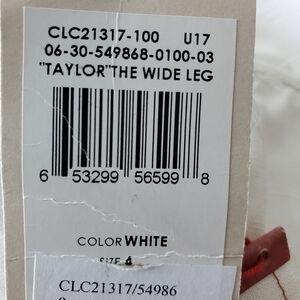 CLC21317-100 U17
06-30-549868-0100-03
"TAYLOR"THE WIDE LEG
6 53299 56599 8
COLOR WHITE
SIZE 4
CLC21317/54986